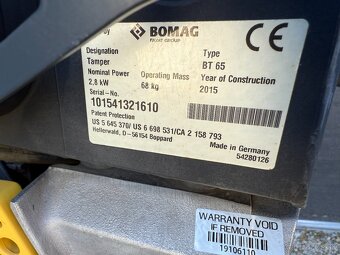 by BOMAG
FAYAT GROUP
CE
Designation Type
Tamper BT 65
Nominal Power Operating Mass Year of Construction
2,8 kW 68 kg 2015
Serial-No.
101541321610
Patent Protection
US 5 645 370/ US 6 698 531/CA 2 158 793
Hellerwald, D - 56154 Boppard
Made in Germany
54280126
WARRANTY VOID
IF REMOVED
19106110